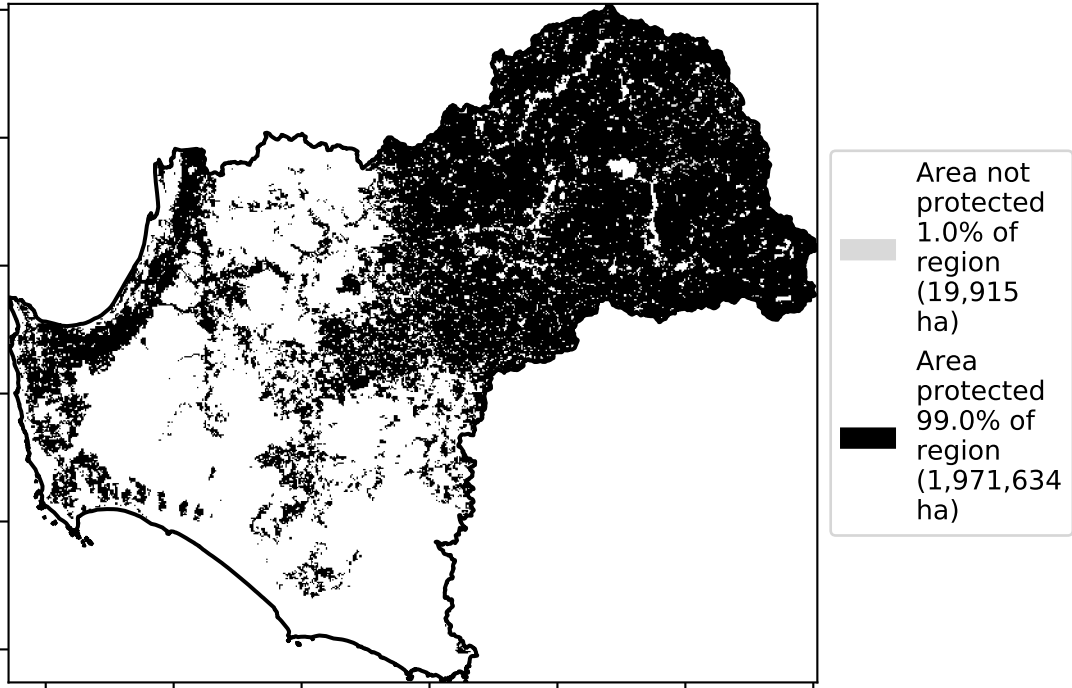 Area not
protected
1.0% of
region
(19,915
ha)
Area
protected
99.0% of
region
(1,971,634
ha)